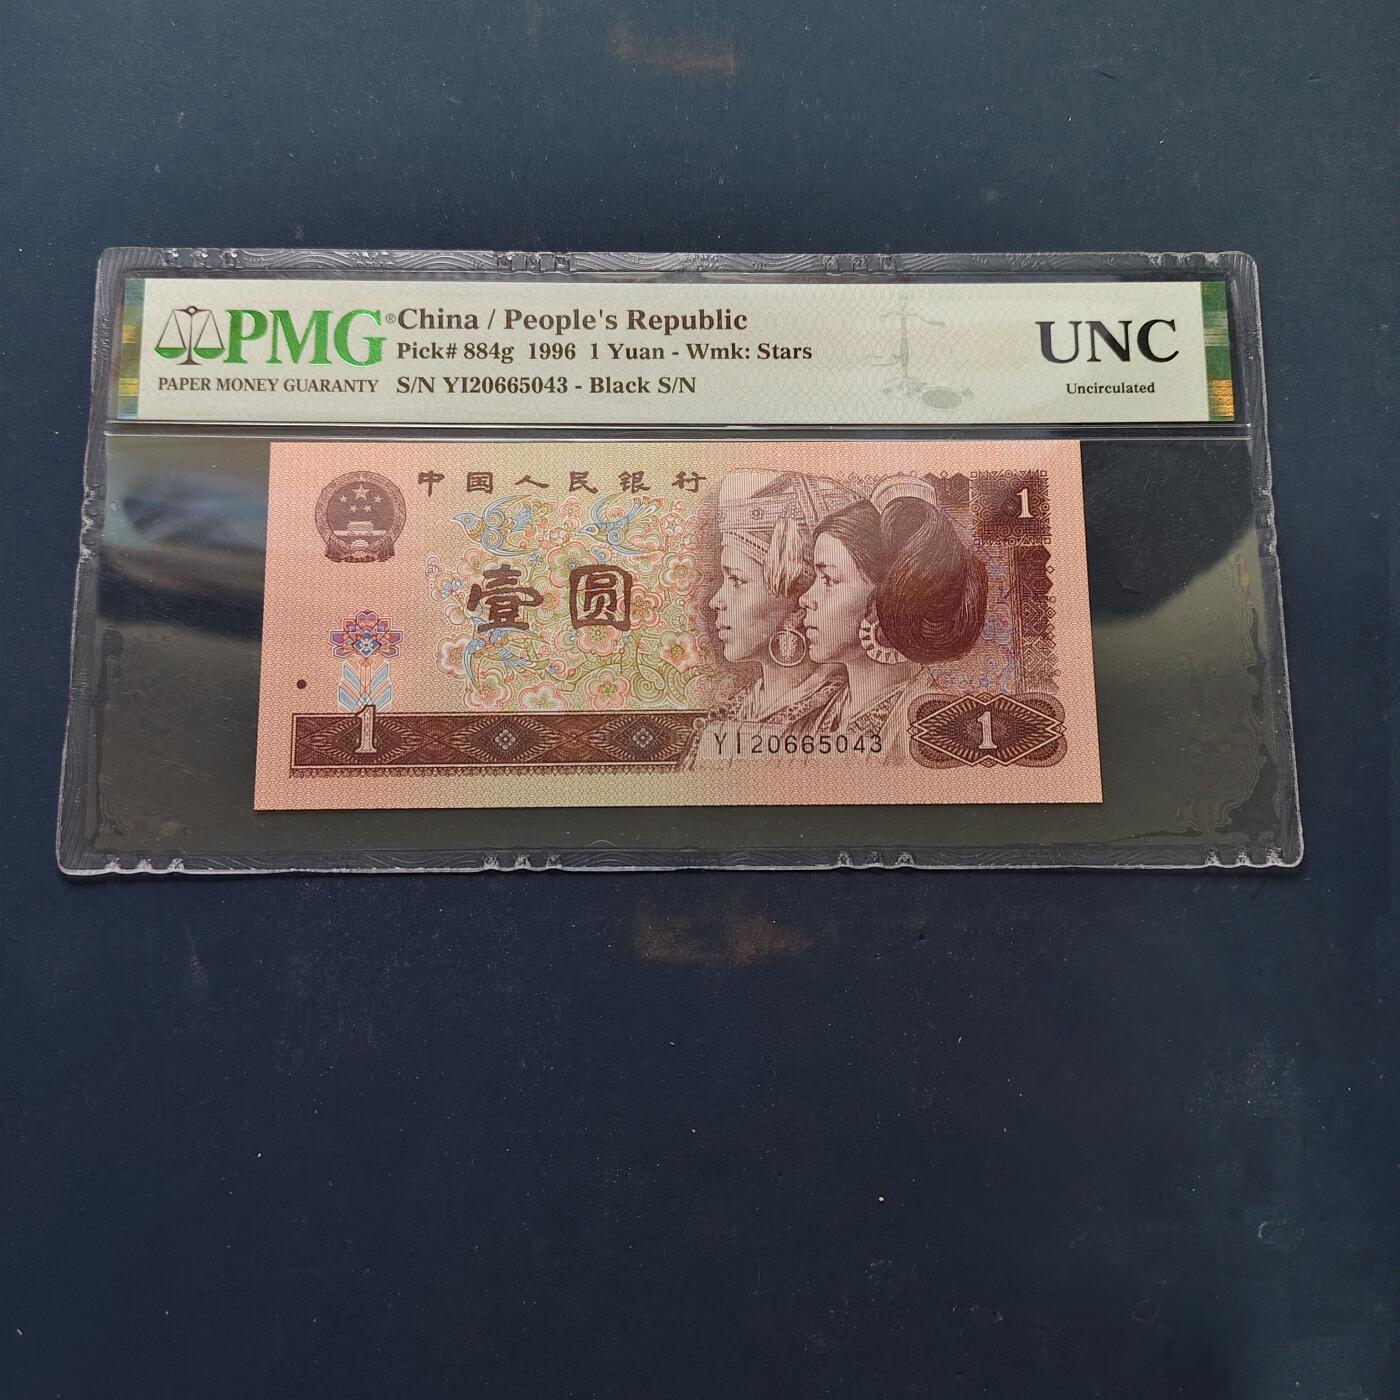 PMG®
PAPER MONEY GUARANTY
China / People's Republic
Pick# 884g 1996 1 Yuan - Wmk: Stars
S/N YI20665043 - Black S/N
UNC
Uncirculated
中国人民银行
1
壹圆
1
YI20665043
1